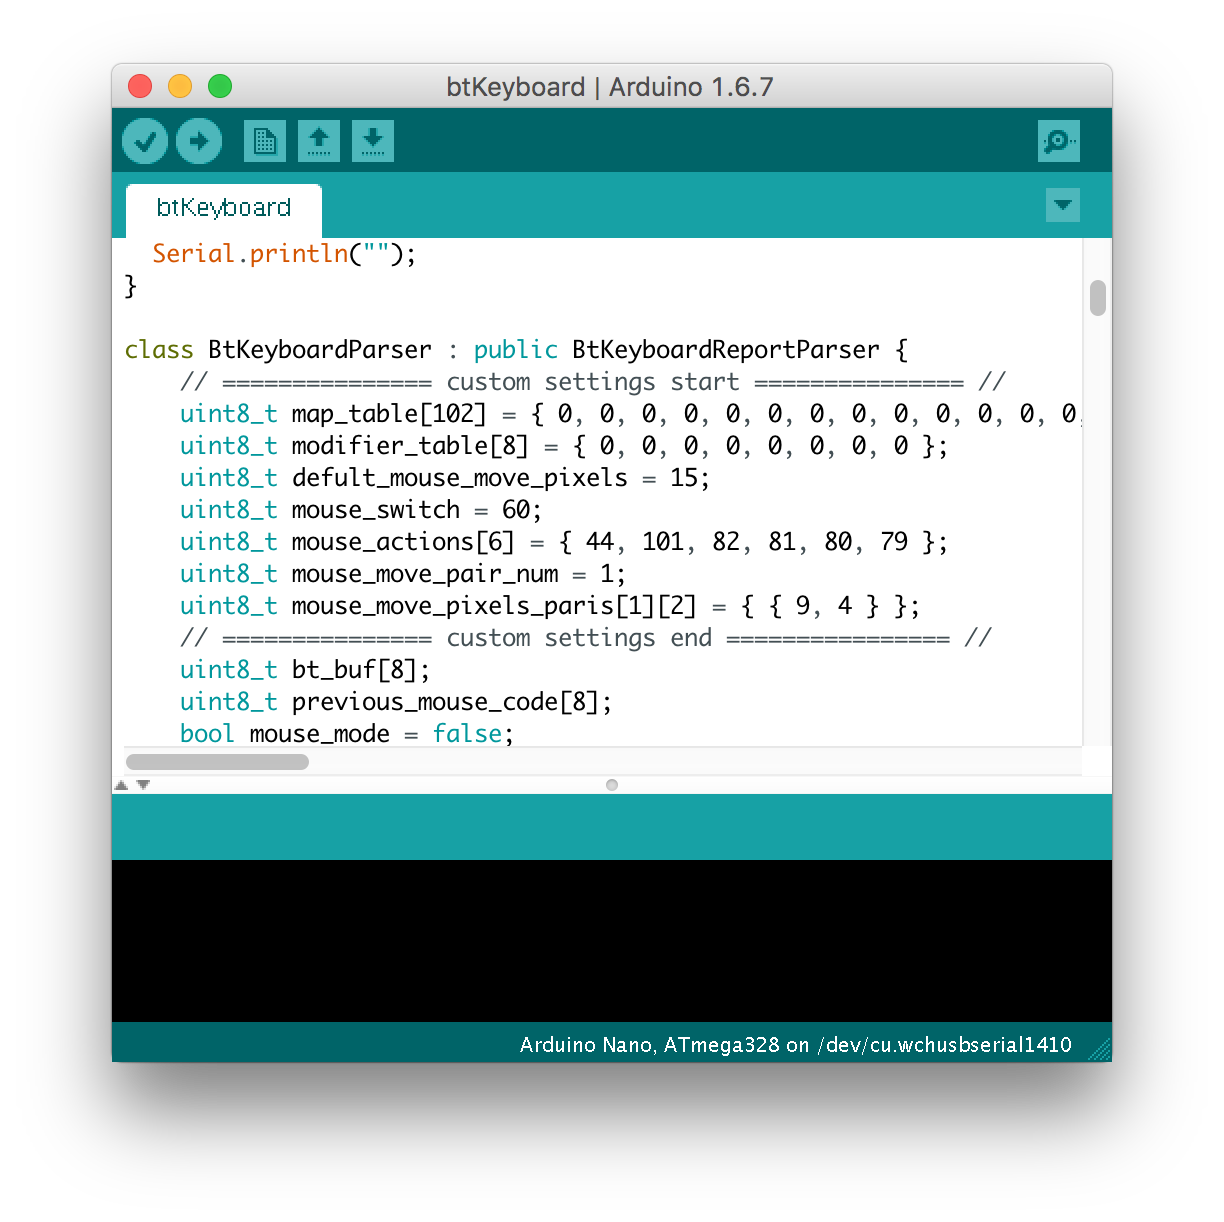 btKeyboard | Arduino 1.6.7
btKeyboard
  Serial.println("");
}
class BtKeyboardParser : public BtKeyboardReportParser {
    // =============== custom settings start =============== //
    uint8_t map_table[102] = { 0, 0, 0, 0, 0, 0, 0, 0, 0, 0, 0, 0, 0,
    uint8_t modifier_table[8] = { 0, 0, 0, 0, 0, 0, 0, 0 };
    uint8_t defult_mouse_move_pixels = 15;
    uint8_t mouse_switch = 60;
    uint8_t mouse_actions[6] = { 44, 101, 82, 81, 80, 79 };
    uint8_t mouse_move_pair_num = 1;
    uint8_t mouse_move_pixels_paris[1][2] = { { 9, 4 } };
    // =============== custom settings end ================ //
    uint8_t bt_buf[8];
    uint8_t previous_mouse_code[8];
    bool mouse_mode = false;
Arduino Nano, ATmega328 on /dev/cu.wchusbserial1410